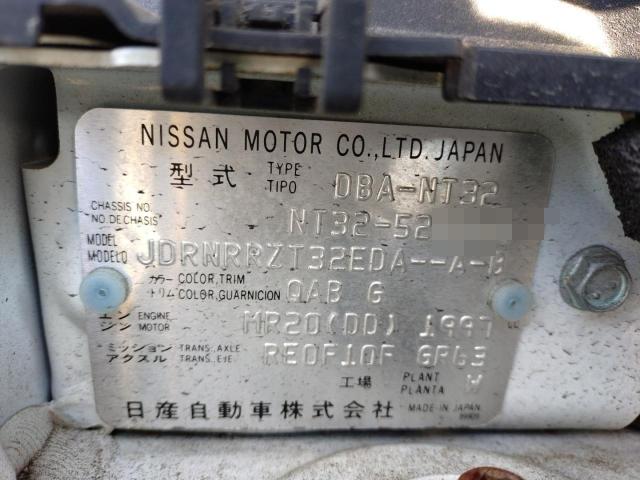 NISSAN MOTOR CO.,LTD. JAPAN
型式 TYPE TIPO DBA-NT32
CHASSIS NO. NO.DECHASIS NT32-52
MODEL MODELO JDRNRRZT32EDA--A-B
カラー COLOR,TRIM
トリム COLOR,GUARNICION QAB G
エンジン ENGINE MOTOR MR20(DD) 1997 cc
ミッション TRANS.,AXLE
アクスル TRANS.,EJE RE0F10F GP63
工場 PLANT PLANTA W
日産自動車株式会社 MADE IN JAPAN